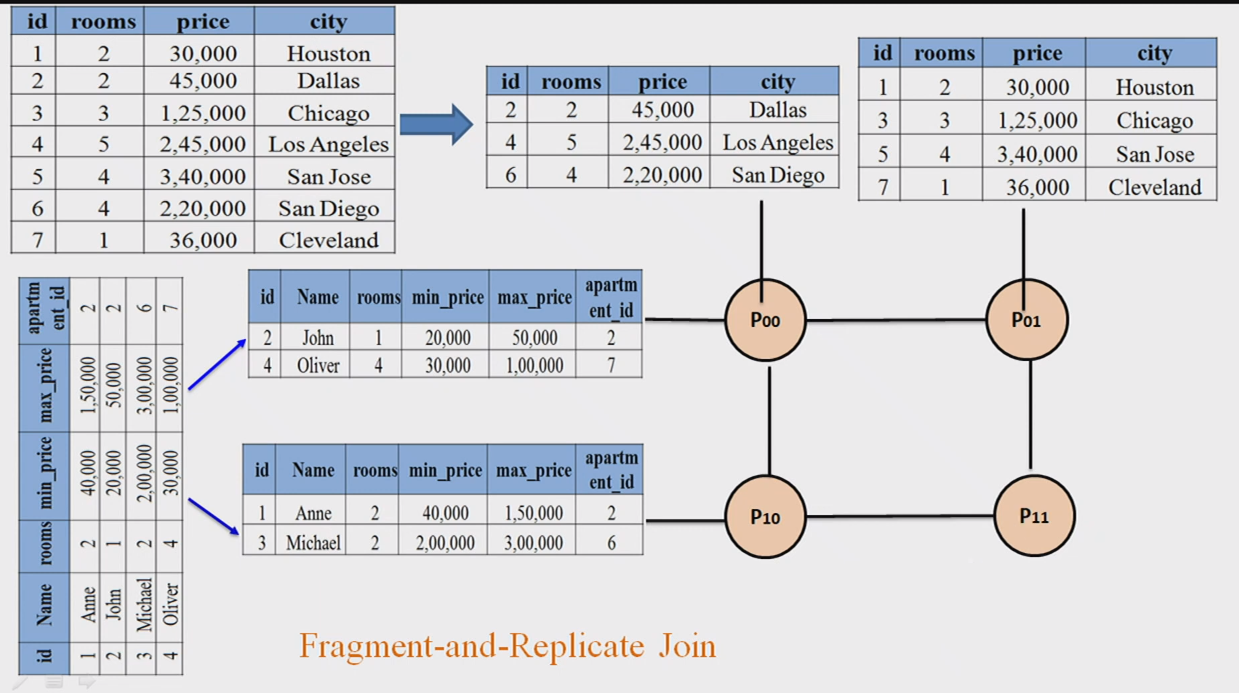 id rooms price city
1 2 30,000 Houston
2 2 45,000 Dallas
3 3 1,25,000 Chicago
4 5 2,45,000 Los Angeles
5 4 3,40,000 San Jose
6 4 2,20,000 San Diego
7 1 36,000 Cleveland
id rooms price city
2 2 45,000 Dallas
4 5 2,45,000 Los Angeles
6 4 2,20,000 San Diego
id rooms price city
1 2 30,000 Houston
3 3 1,25,000 Chicago
5 4 3,40,000 San Jose
7 1 36,000 Cleveland
id Name rooms min_price max_price apartm
ent_id
1 Anne 2 40,000 1,50,000 2
2 John 1 20,000 50,000 2
3 Michael 2 2,00,000 3,00,000 6
4 Oliver 4 30,000 1,00,000 7
id Name rooms min_price max_price apartm
ent_id
2 John 1 20,000 50,000 2
4 Oliver 4 30,000 1,00,000 7
id Name rooms min_price max_price apartm
ent_id
1 Anne 2 40,000 1,50,000 2
3 Michael 2 2,00,000 3,00,000 6
P00
P01
P10
P11
Fragment-and-Replicate Join